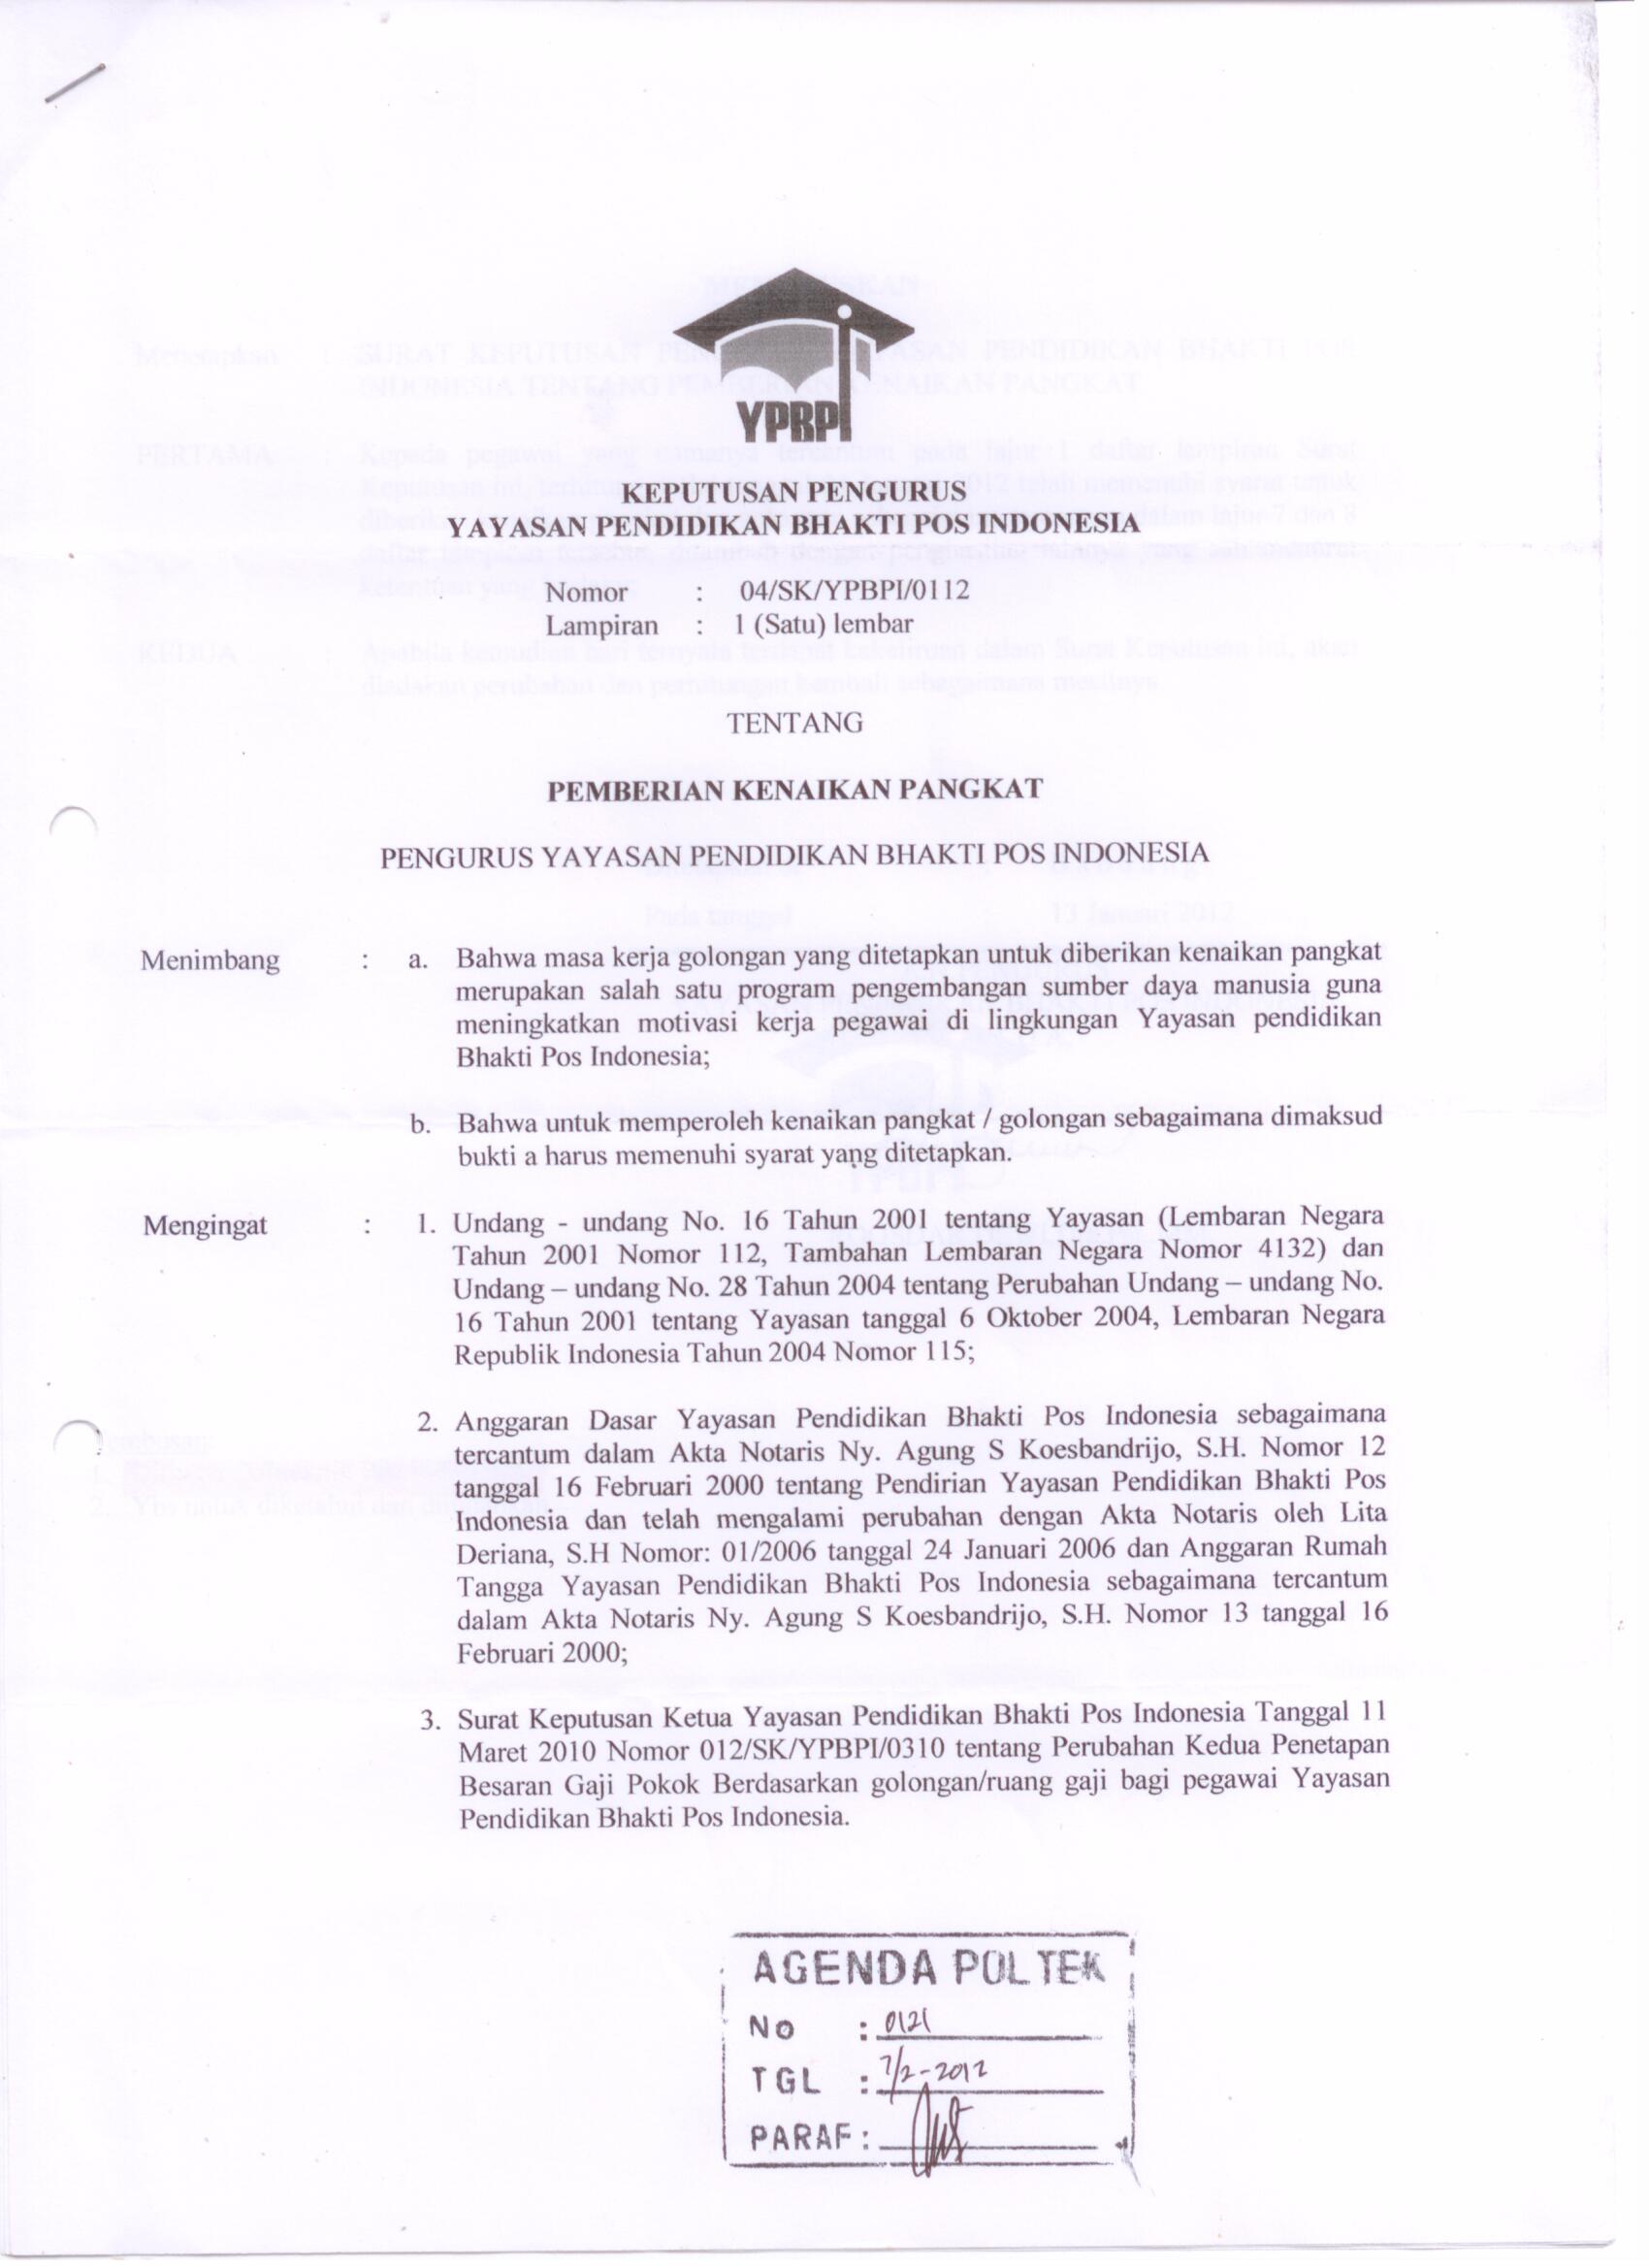 YPBPI
KEPUTUSAN PENGURUS
YAYASAN PENDIDIKAN BHAKTI POS INDONESIA
Nomor : 04/SK/YPBPI/0112
Lampiran : 1 (Satu) lembar
TENTANG
PEMBERIAN KENAIKAN PANGKAT
PENGURUS YAYASAN PENDIDIKAN BHAKTI POS INDONESIA
Menimbang : a. Bahwa masa kerja golongan yang ditetapkan untuk diberikan kenaikan pangkat
merupakan salah satu program pengembangan sumber daya manusia guna
meningkatkan motivasi kerja pegawai di lingkungan Yayasan pendidikan
Bhakti Pos Indonesia;
b. Bahwa untuk memperoleh kenaikan pangkat / golongan sebagaimana dimaksud
bukti a harus memenuhi syarat yang ditetapkan.
Mengingat : 1. Undang - undang No. 16 Tahun 2001 tentang Yayasan (Lembaran Negara
Tahun 2001 Nomor 112, Tambahan Lembaran Negara Nomor 4132) dan
Undang – undang No. 28 Tahun 2004 tentang Perubahan Undang – undang No.
16 Tahun 2001 tentang Yayasan tanggal 6 Oktober 2004, Lembaran Negara
Republik Indonesia Tahun 2004 Nomor 115;
2. Anggaran Dasar Yayasan Pendidikan Bhakti Pos Indonesia sebagaimana
tercantum dalam Akta Notaris Ny. Agung S Koesbandrijo, S.H. Nomor 12
tanggal 16 Februari 2000 tentang Pendirian Yayasan Pendidikan Bhakti Pos
Indonesia dan telah mengalami perubahan dengan Akta Notaris oleh Lita
Deriana, S.H Nomor: 01/2006 tanggal 24 Januari 2006 dan Anggaran Rumah
Tangga Yayasan Pendidikan Bhakti Pos Indonesia sebagaimana tercantum
dalam Akta Notaris Ny. Agung S Koesbandrijo, S.H. Nomor 13 tanggal 16
Februari 2000;
3. Surat Keputusan Ketua Yayasan Pendidikan Bhakti Pos Indonesia Tanggal 11
Maret 2010 Nomor 012/SK/YPBPI/0310 tentang Perubahan Kedua Penetapan
Besaran Gaji Pokok Berdasarkan golongan/ruang gaji bagi pegawai Yayasan
Pendidikan Bhakti Pos Indonesia.
AGENDA POLTEK
No : 0121
TGL : 7/2-2012
PARAF :